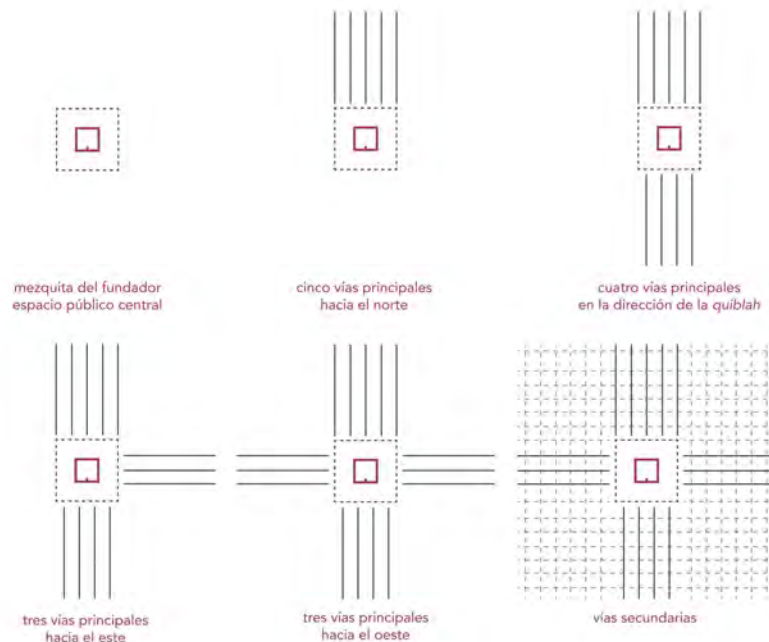 mezquita del fundador
espacio público central
cinco vías principales
hacia el norte
cuatro vías principales
en la dirección de la quiblah
tres vías principales
hacia el este
tres vías principales
hacia el oeste
vías secundarias